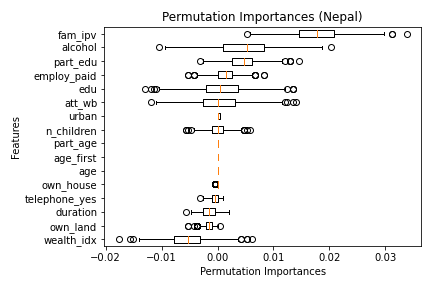 Permutation Importances (Nepal)
fam_ipv
alcohol
part_edu
employ_paid
edu
att_wb
urban
n_children
part_age
age_first
age
own_house
telephone_yes
duration
own_land
wealth_idx
Features
−0.02 −0.01 0.00 0.01 0.02 0.03
Permutation Importances